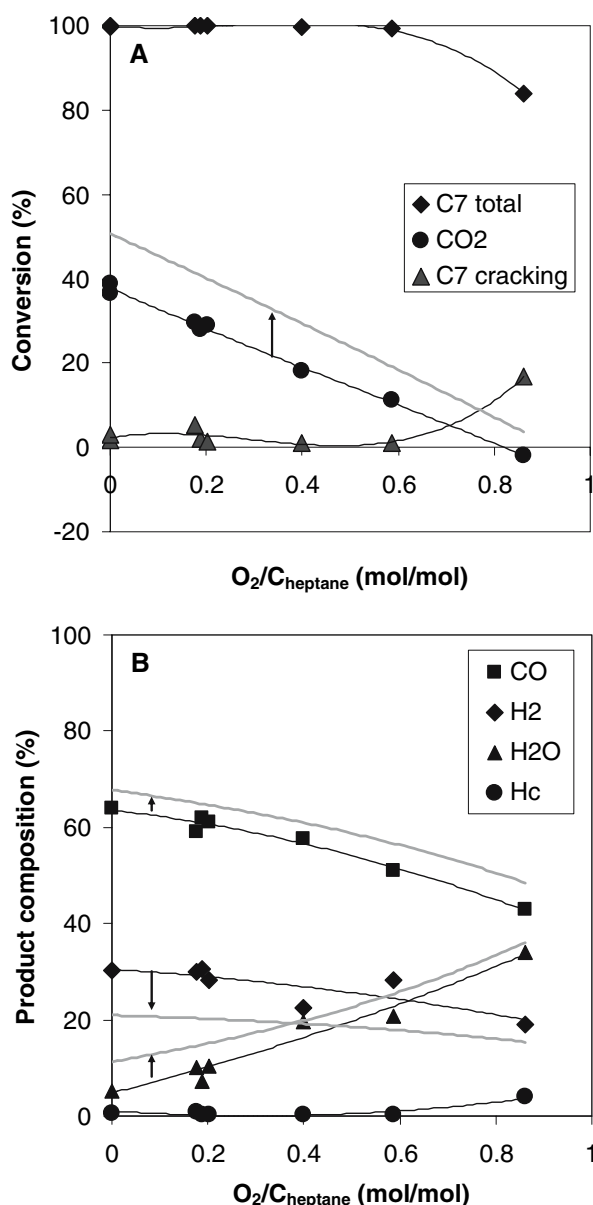 100
A
80
60
40
20
0
-20
Conversion (%)
C7 total
CO2
C7 cracking
0 0.2 0.4 0.6 0.8 1
O₂/C_heptane (mol/mol)
100
B
80
60
40
20
0
Product composition (%)
CO
H2
H2O
Hc
0 0.2 0.4 0.6 0.8 1
O₂/C_heptane (mol/mol)